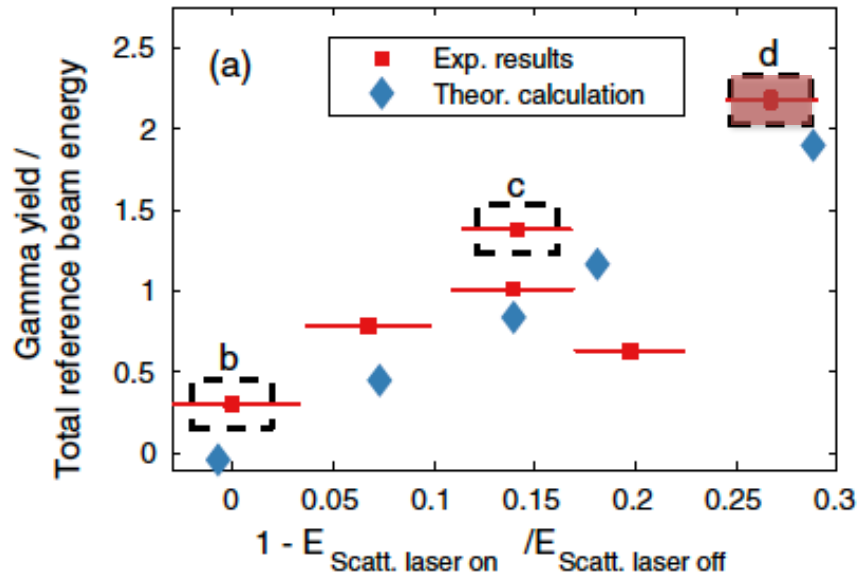 (a)
Exp. results
Theor. calculation
b
c
d
Gamma yield /
Total reference beam energy
2.5
2
1.5
1
0.5
0
0
0.05
0.1
0.15
0.2
0.25
0.3
1 - E Scatt. laser on /E Scatt. laser off